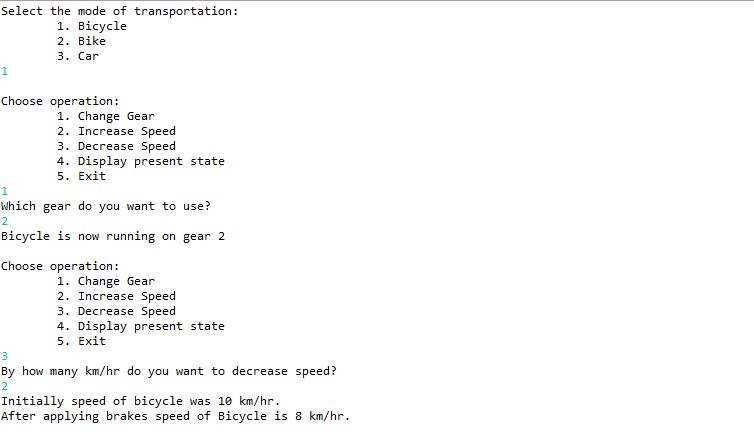 Select the mode of transportation:
1. Bicycle
2. Bike
3. Car
1
Choose operation:
1. Change Gear
2. Increase Speed
3. Decrease Speed
4. Display present state
5. Exit
1
Which gear do you want to use?
2
Bicycle is now running on gear 2
Choose operation:
1. Change Gear
2. Increase Speed
3. Decrease Speed
4. Display present state
5. Exit
3
By how many km/hr do you want to decrease speed?
2
Initially speed of bicycle was 10 km/hr.
After applying brakes speed of Bicycle is 8 km/hr.